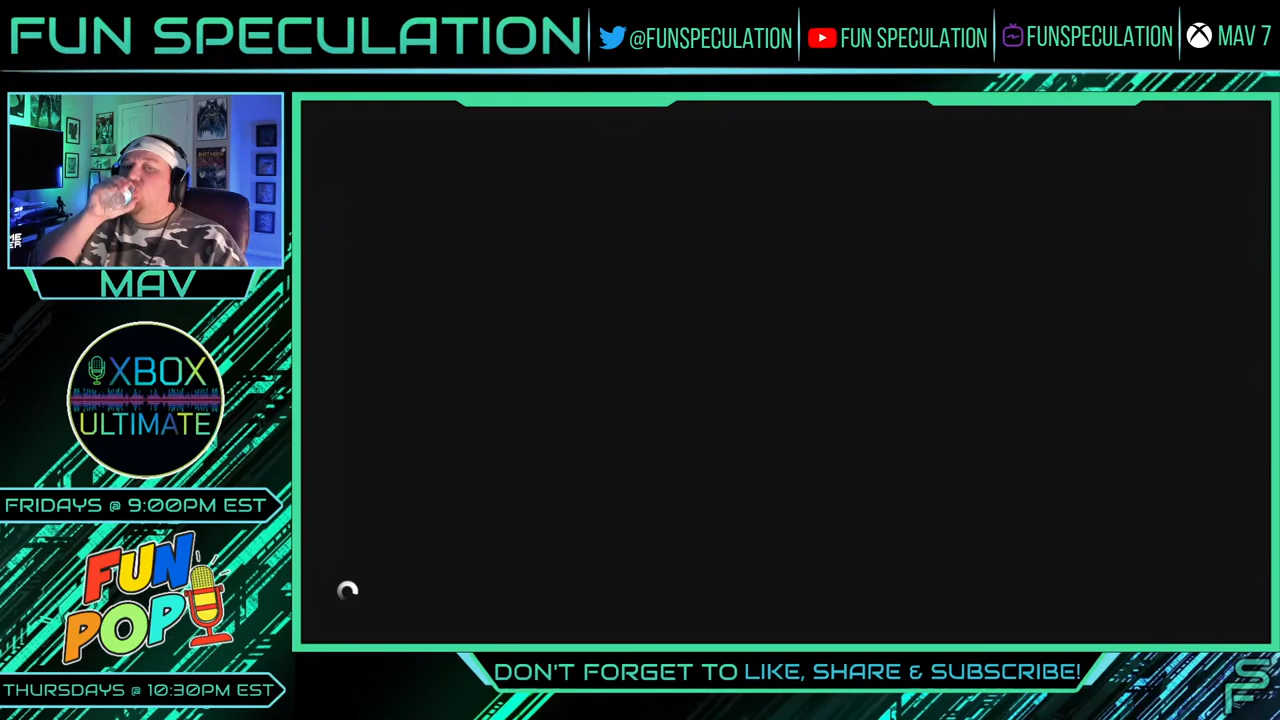 FUN SPECULATION
@FUNSPECULATION
FUN SPECULATION
FUNSPECULATION
MAV 7
MAV
XBOX
ULTIMATE
FRIDAYS @ 9:00PM EST
FUN
POP
THURSDAYS @ 10:30PM EST
DON'T FORGET TO LIKE, SHARE & SUBSCRIBE!
SF